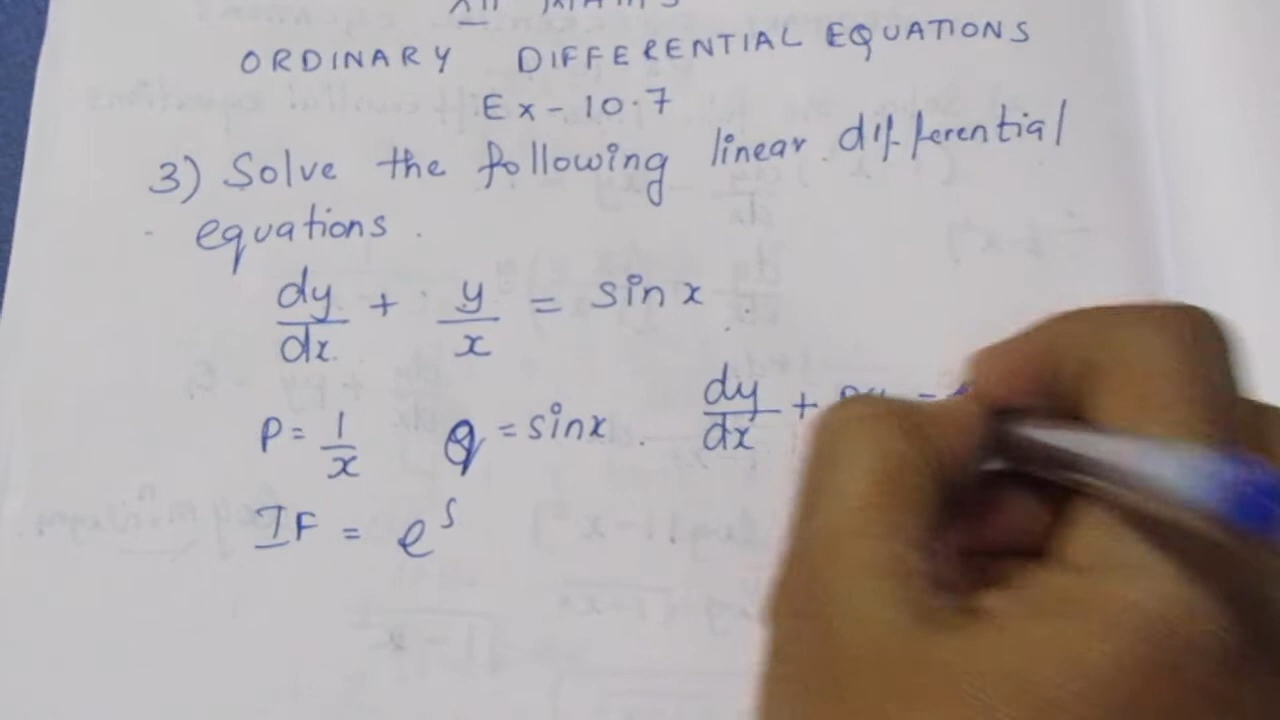 ORDINARY DIFFERENTIAL EQUATIONS
Ex - 10.7
3) Solve the following linear differential
equations.
dy/dx + y/x = sin x
P = 1/x Q = sinx. dy/dx +
IF = e^∫